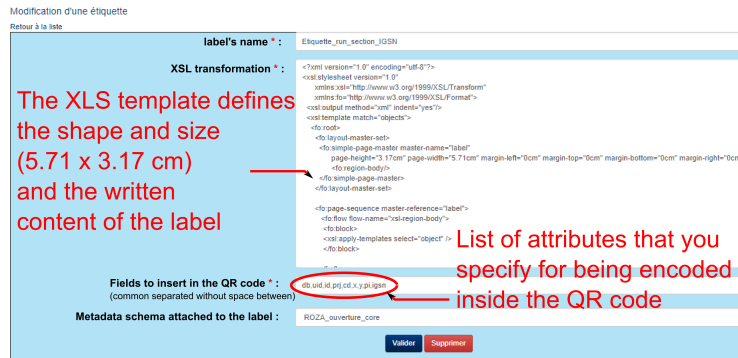 Modification d'une étiquette
Retour à la liste
label's name * :
Etiquette_run_section_IGSN
XSL transformation * :
<?xml version="1.0" encoding="utf-8"?>
<xsl:stylesheet version="1.0"
xmlns:xsl="http://www.w3.org/1999/XSL/Transform"
xmlns:fo="http://www.w3.org/1999/XSL/Format">
<xsl:output method="xml" indent="yes"/>
<xsl:template match="objects">
<fo:root>
<fo:layout-master-set>
<fo:simple-page-master master-name="label"
page-height="3.17cm" page-width="5.71cm" margin-left="0cm" margin-top="0cm" margin-bottom="0cm" margin-right="0cm
<fo:region-body/>
</fo:simple-page-master>
</fo:layout-master-set>
<fo:page-sequence master-reference="label">
<fo:flow flow-name="xsl-region-body">
<fo:block>
<xsl:apply-templates select="object" />
</fo:block>
The XLS template defines
the shape and size
(5.71 x 3.17 cm)
and the written
content of the label
List of attributes that you
specify for being encoded
inside the QR code
Fields to insert in the QR code * :
(common separated without space between)
db,uid,id,prj,cd,x,y,pi,igsn
Metadata schema attached to the label :
ROZA_ouverture_core
Valider
Supprimer